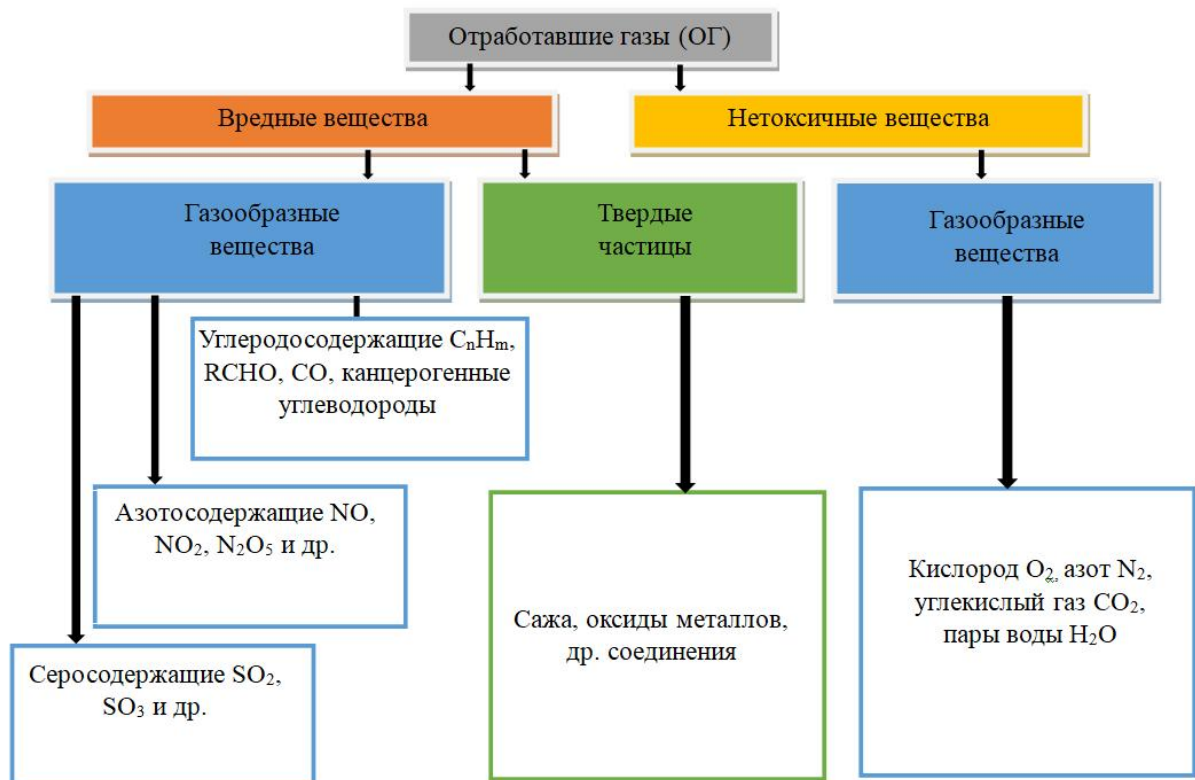 Отработавшие газы (ОГ)
Вредные вещества
Нетоксичные вещества
Газообразные
вещества
Твердые
частицы
Газообразные
вещества
Углеродосодержащие CₙHₘ,
RCHO, CO, канцерогенные
углеводороды
Азотосодержащие NO,
NO₂, N₂O₅ и др.
Серосодержащие SO₂,
SO₃ и др.
Сажа, оксиды металлов,
др. соединения
Кислород O₂, азот N₂,
углекислый газ CO₂,
пары воды H₂O